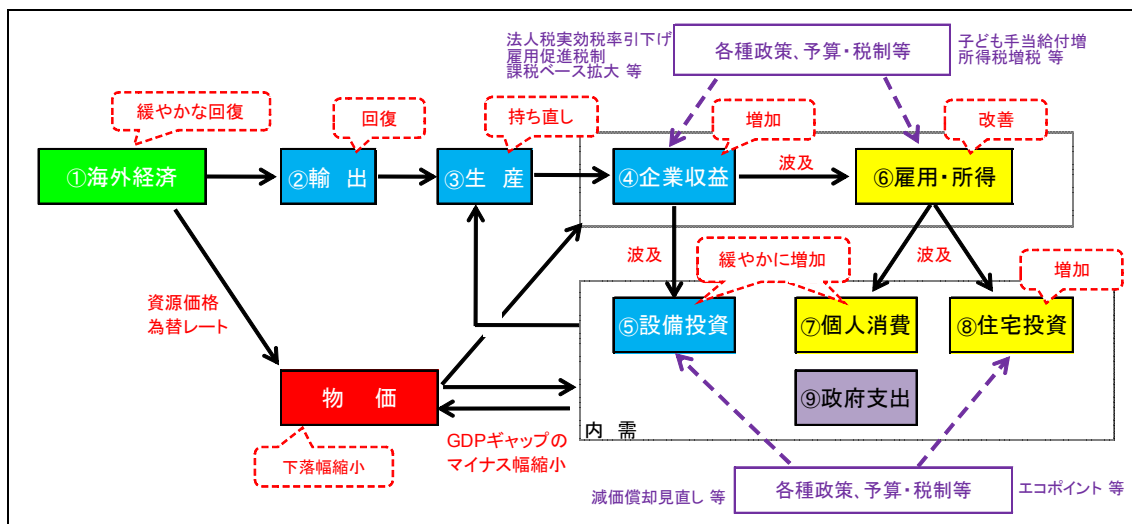 法人税実効税率引下げ
雇用促進税制
課税ベース拡大 等
各種政策、予算・税制等
子ども手当給付増
所得税増税 等
緩やかな回復
回復
持ち直し
増加
改善
①海外経済
②輸 出
③生 産
④企業収益
波及
⑥雇用・所得
波及
緩やかに増加
波及
増加
資源価格
為替レート
⑤設備投資
⑦個人消費
⑧住宅投資
物 価
⑨政府支出
GDPギャップの
マイナス幅縮小
内 需
下落幅縮小
減価償却見直し 等
各種政策、予算・税制等
エコポイント 等